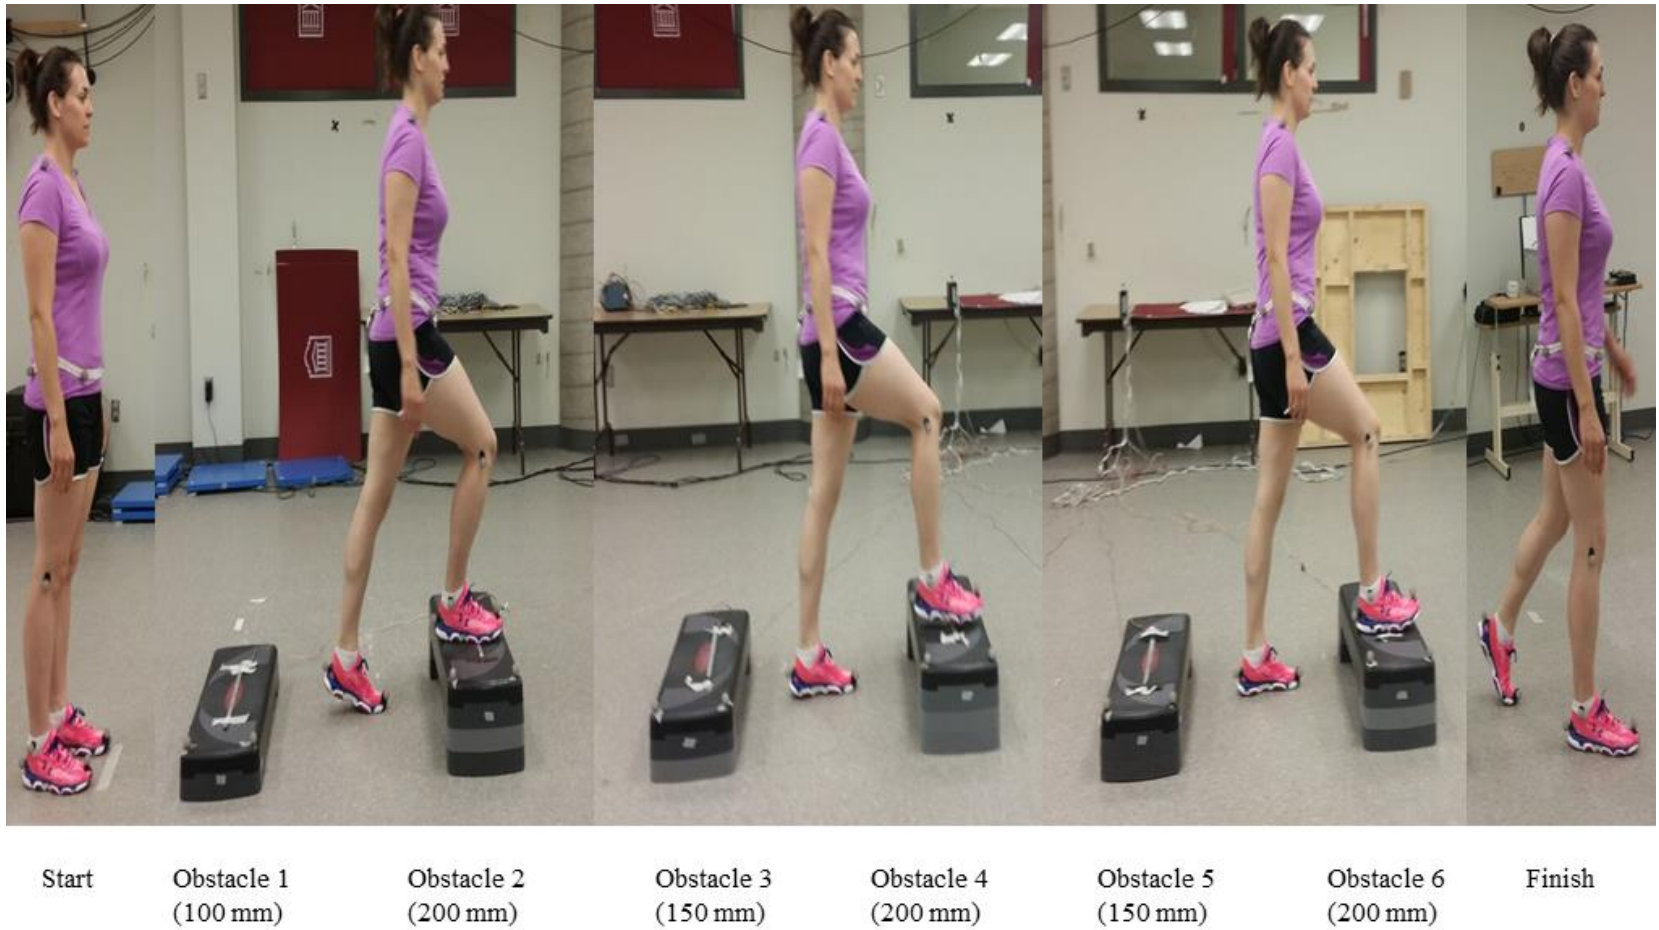 Start
Obstacle 1
(100 mm)
Obstacle 2
(200 mm)
Obstacle 3
(150 mm)
Obstacle 4
(200 mm)
Obstacle 5
(150 mm)
Obstacle 6
(200 mm)
Finish